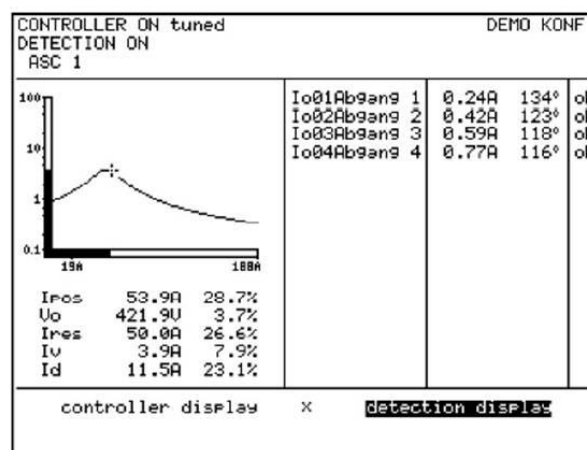 CONTROLLER ON tuned DEMO KONF
DETECTION ON
ASC 1
100
10
1
0.1
19A 188A
Io01Abgang 1 0.24A 134°
Io02Abgang 2 0.42A 123°
Io03Abgang 3 0.59A 118°
Io04Abgang 4 0.77A 116°
Ipos 53.9A 28.7%
Vo 421.9V 3.7%
Ires 50.0A 26.6%
Iv 3.9A 7.9%
Id 11.5A 23.1%
controller display X detection display